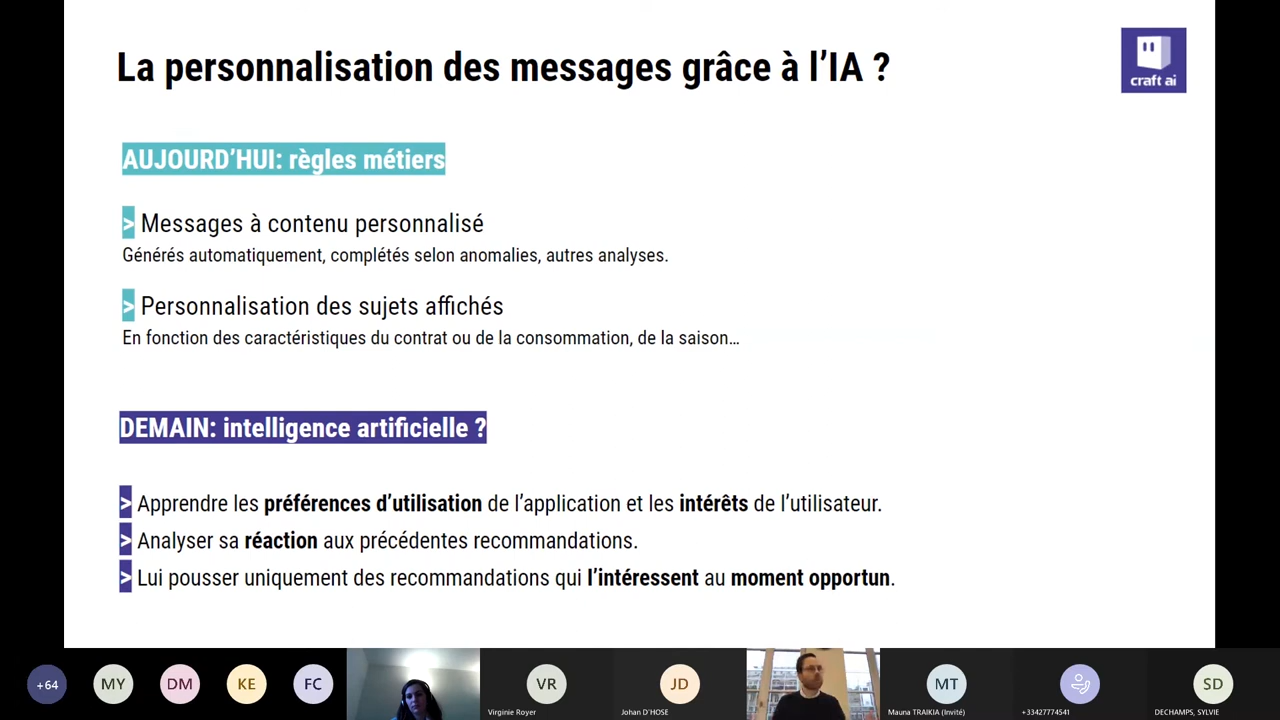 La personnalisation des messages grâce à l'IA ?
craft ai
AUJOURD'HUI: règles métiers
> Messages à contenu personnalisé
Générés automatiquement, complétés selon anomalies, autres analyses.
> Personnalisation des sujets affichés
En fonction des caractéristiques du contrat ou de la consommation, de la saison…
DEMAIN: intelligence artificielle ?
> Apprendre les préférences d'utilisation de l'application et les intérêts de l'utilisateur.
> Analyser sa réaction aux précédentes recommandations.
> Lui pousser uniquement des recommandations qui l'intéressent au moment opportun.
+64 MY DM KE FC VR JD MT SD
Virginie Royer Johan D'HOSE Mauna TRAIKIA (Invité) +33427774541 DECHAMPS, SYLVIE